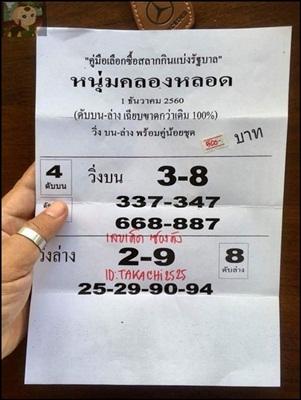 "คู่มือเลือกซื้อสลากกินแบ่งรัฐบาล"
หนุ่มคลองหลอด
1 ธันวาคม 2560
(ดับบน-ล่าง เฉียบขาดกว่าเดิม 100%)
วิ่ง บน-ล่าง พร้อมคู่น้อยชุด
บาท
4
ดับบน
วิ่งบน 3-8
337-347
668-887
เลขเด็ด ซองดัง
วิ่งล่าง 2-9
8
ดับล่าง
ID:TAKACHi2525
25-29-90-94